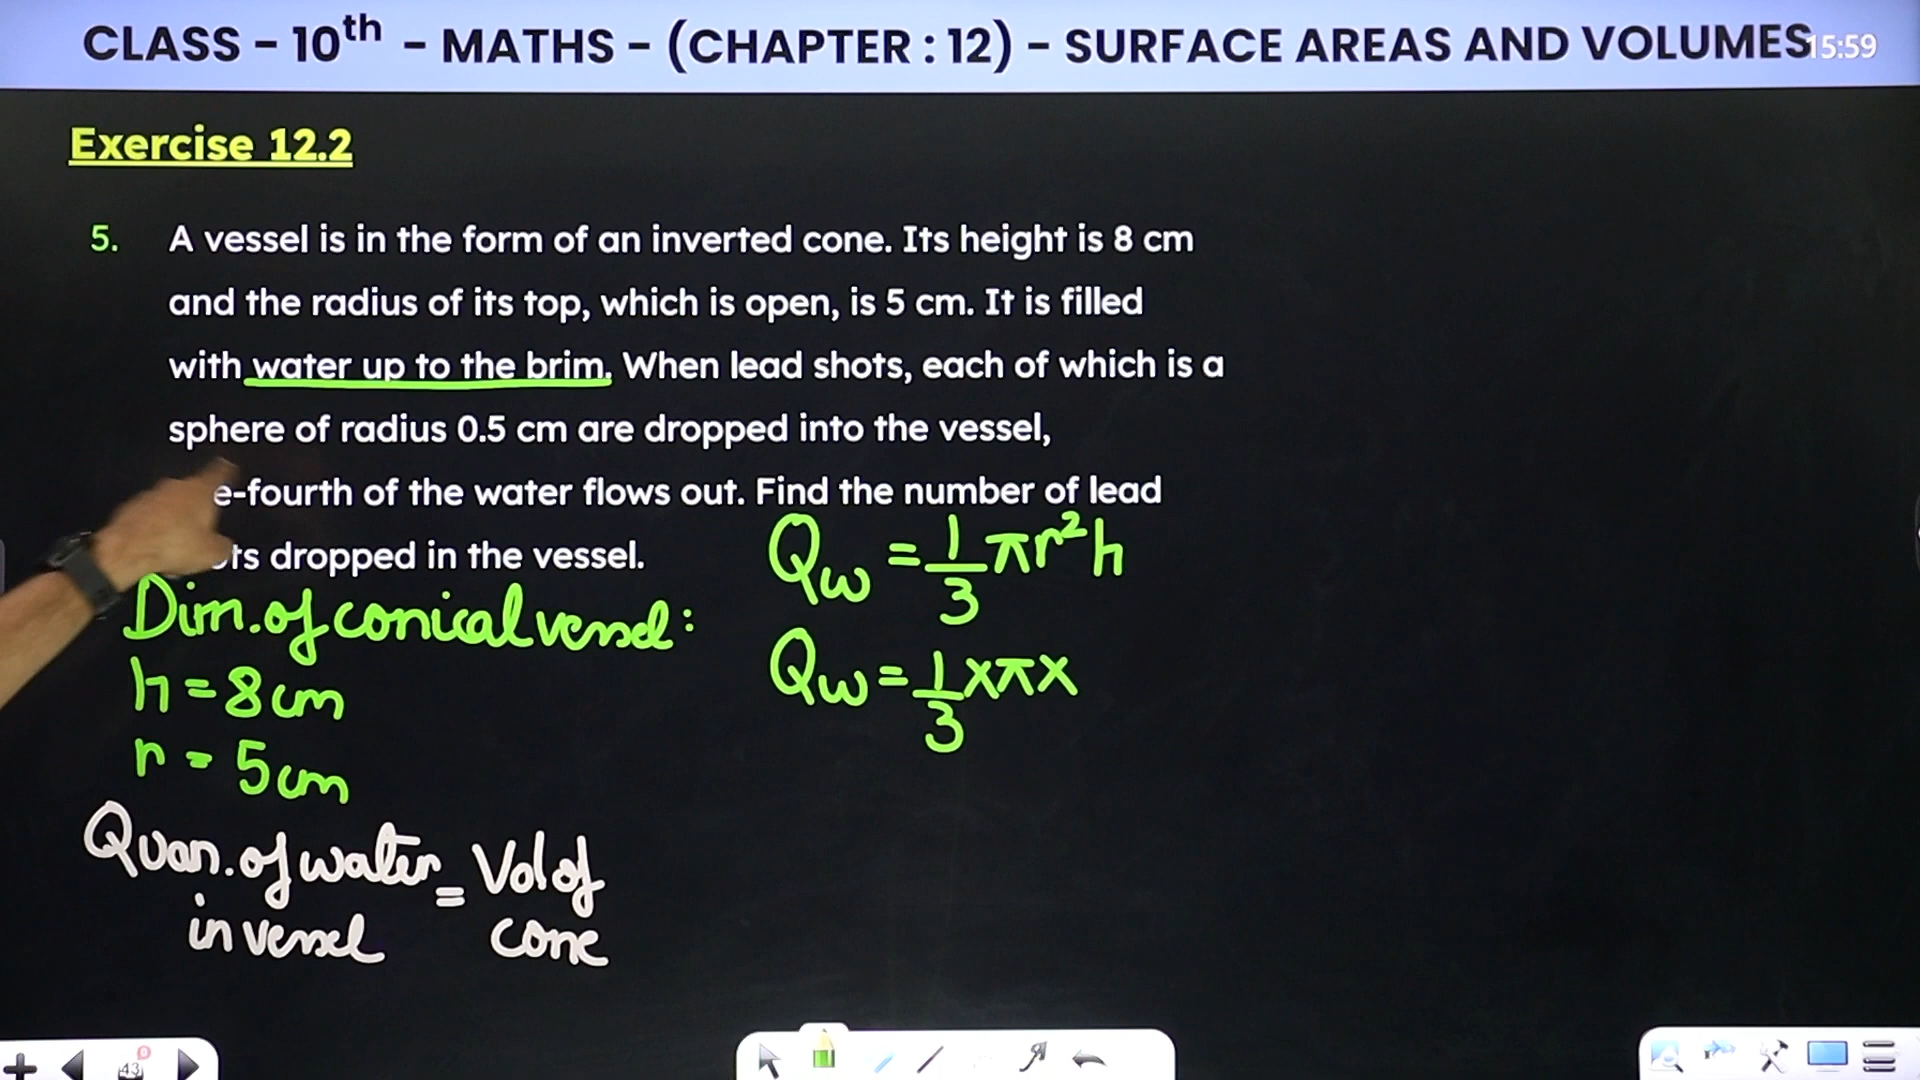 CLASS - 10th - MATHS - (CHAPTER : 12) - SURFACE AREAS AND VOLUMES
15:59
Exercise 12.2
5. A vessel is in the form of an inverted cone. Its height is 8 cm
and the radius of its top, which is open, is 5 cm. It is filled
with water up to the brim. When lead shots, each of which is a
sphere of radius 0.5 cm are dropped into the vessel,
e-fourth of the water flows out. Find the number of lead
ts dropped in the vessel.
Dim. of conical vessel:
h = 8 cm
r = 5 cm
Quan. of water = Vol of
in vessel cone
Qw = 1/3 πr²h
Qw = 1/3 × π ×
43
0